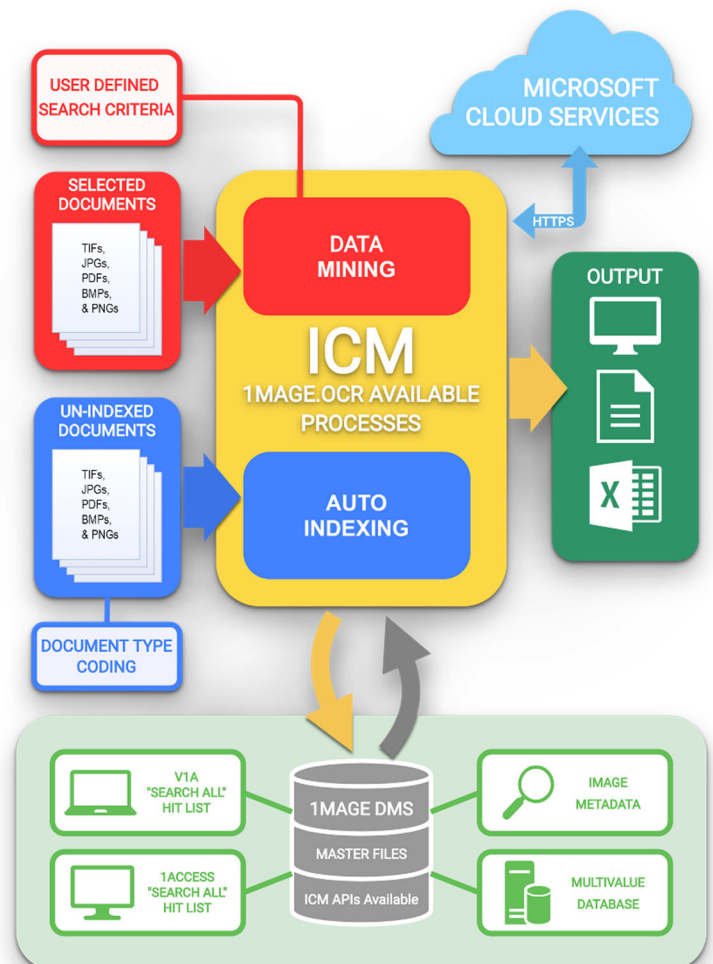 USER DEFINED
SEARCH CRITERIA
MICROSOFT
CLOUD SERVICES
HTTPS
SELECTED
DOCUMENTS
TIFs,
JPGs,
PDFs,
BMPs,
& PNGs
DATA
MINING
ICM
1MAGE.OCR AVAILABLE
PROCESSES
OUTPUT
X
UN-INDEXED
DOCUMENTS
TIFs,
JPGs,
PDFs,
BMPs,
& PNGs
AUTO
INDEXING
DOCUMENT TYPE
CODING
V1A
"SEARCH ALL"
HIT LIST
1ACCESS
"SEARCH ALL"
HIT LIST
1MAGE DMS
MASTER FILES
ICM APIs Available
IMAGE
METADATA
MULTIVALUE
DATABASE